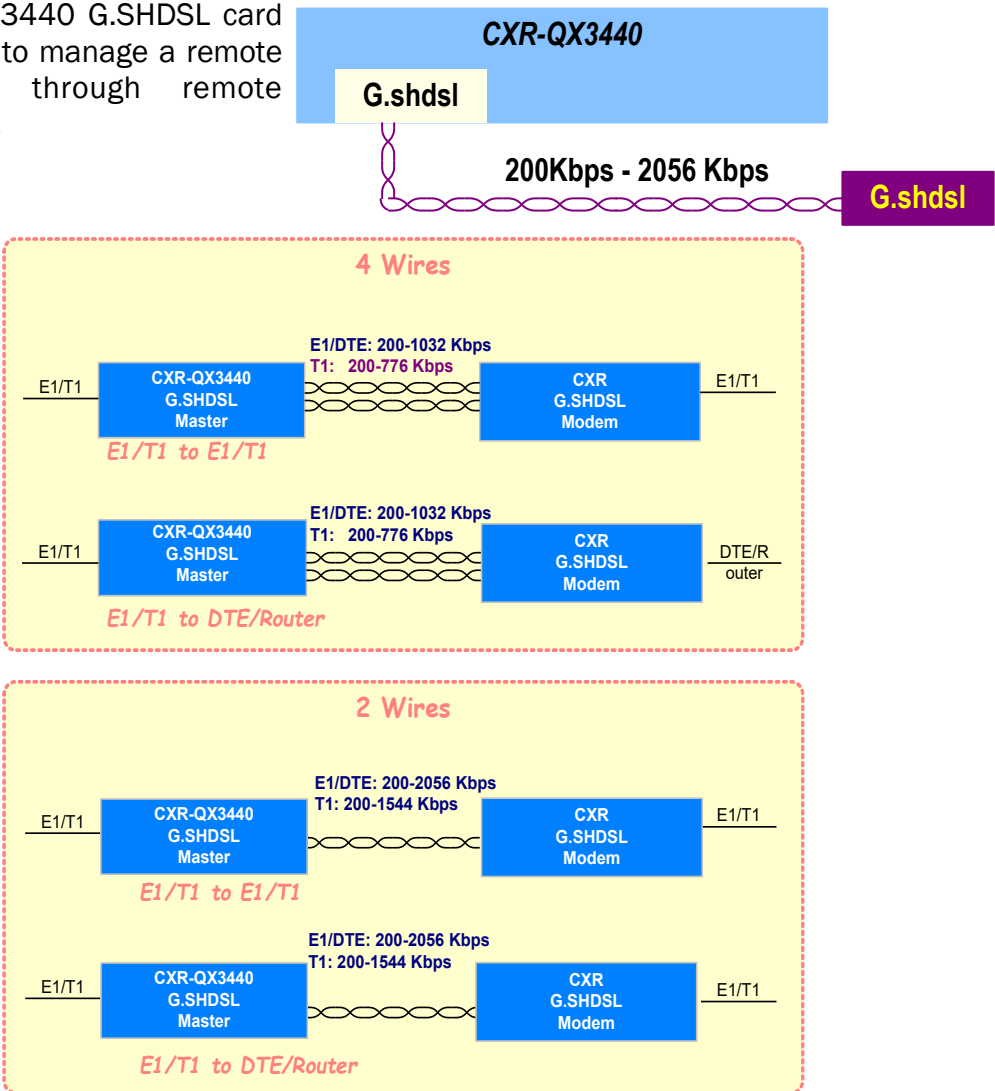 3440 G.SHDSL card
to manage a remote
through remote
CXR-QX3440
G.shdsl
200Kbps - 2056 Kbps
G.shdsl
4 Wires
E1/DTE: 200-1032 Kbps
T1: 200-776 Kbps
E1/T1
CXR-QX3440
G.SHDSL
Master
CXR
G.SHDSL
Modem
E1/T1
E1/T1 to E1/T1
E1/DTE: 200-1032 Kbps
T1: 200-776 Kbps
E1/T1
CXR-QX3440
G.SHDSL
Master
CXR
G.SHDSL
Modem
DTE/R
outer
E1/T1 to DTE/Router
2 Wires
E1/DTE: 200-2056 Kbps
T1: 200-1544 Kbps
E1/T1
CXR-QX3440
G.SHDSL
Master
CXR
G.SHDSL
Modem
E1/T1
E1/T1 to E1/T1
E1/DTE: 200-2056 Kbps
T1: 200-1544 Kbps
E1/T1
CXR-QX3440
G.SHDSL
Master
CXR
G.SHDSL
Modem
E1/T1
E1/T1 to DTE/Router